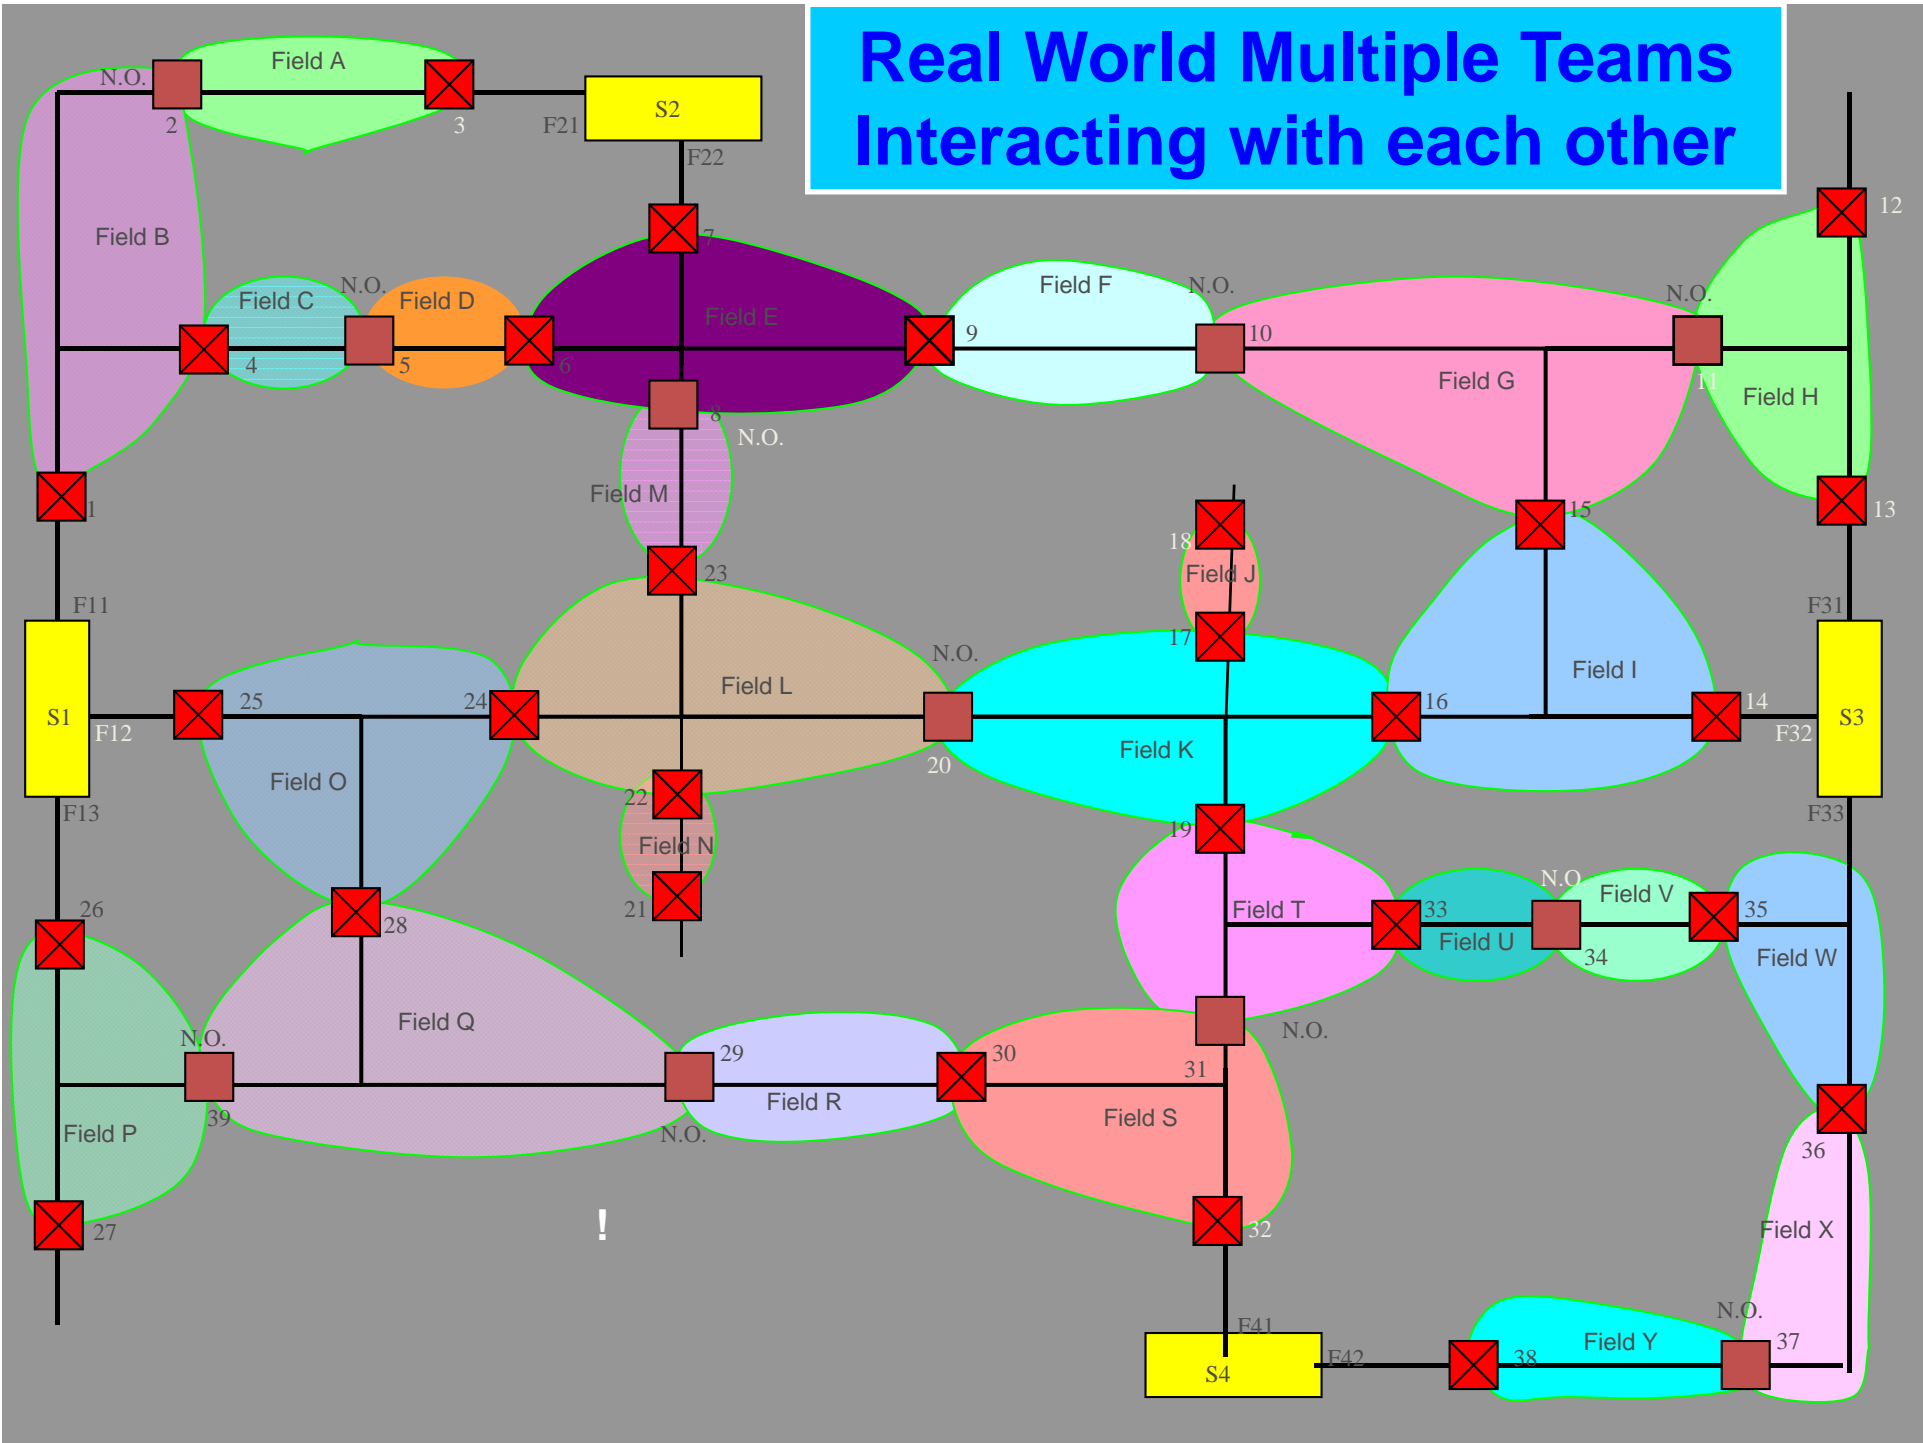 Real World Multiple Teams
Interacting with each other
Field A
N.O.
2
3
F21
S2
F22
7
12
Field B
Field C
N.O.
Field D
4
5
6
Field E
8
N.O.
9
Field F
N.O.
10
Field G
N.O.
11
Field H
13
1
Field M
23
18
Field J
17
15
F11
S1
F12
F13
25
24
Field O
Field L
N.O.
20
Field K
16
Field I
14
F31
F32
S3
F33
22
Field N
21
19
26
28
Field T
33
Field U
N.O.
34
Field V
35
Field W
N.O.
39
Field P
27
Field Q
29
N.O.
Field R
30
31
N.O.
Field S
32
36
Field X
!
F41
S4
F42
38
Field Y
N.O.
37